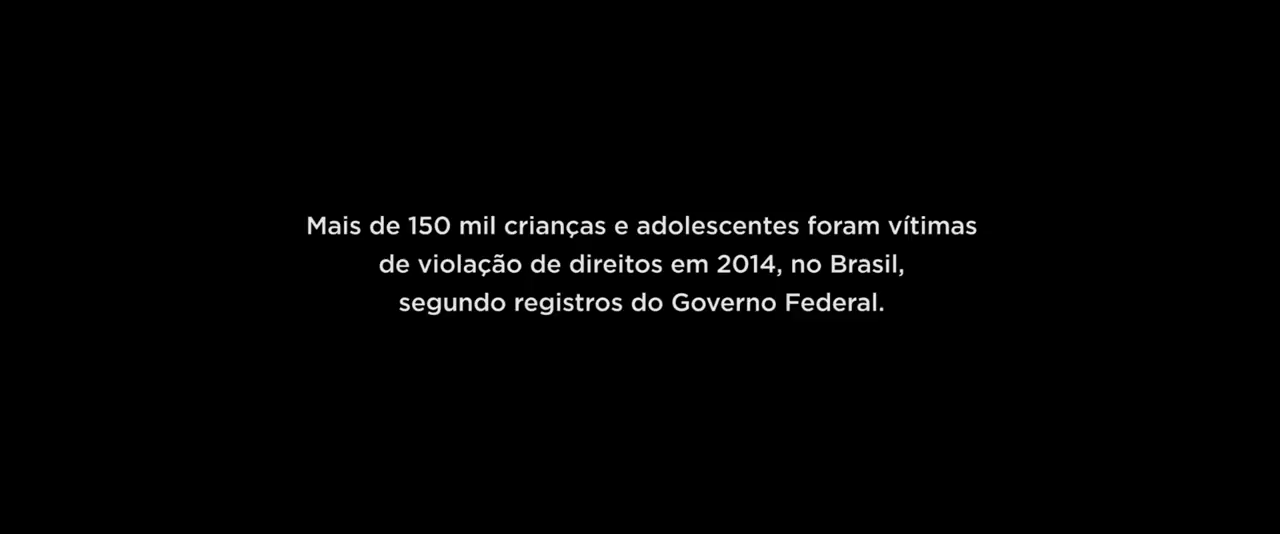 Mais de 150 mil crianças e adolescentes foram vítimas
de violação de direitos em 2014, no Brasil,
segundo registros do Governo Federal.